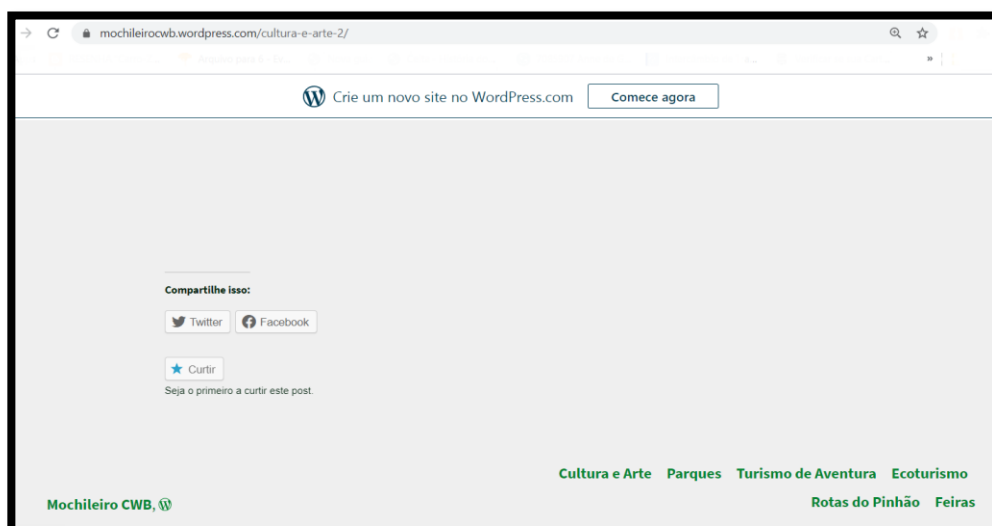 mochileirocwb.wordpress.com/cultura-e-arte-2/
Crie um novo site no WordPress.com Comece agora
Compartilhe isso:
Twitter Facebook
Curtir
Seja o primeiro a curtir este post.
Cultura e Arte Parques Turismo de Aventura Ecoturismo
Mochileiro CWB, Rotas do Pinhão Feiras